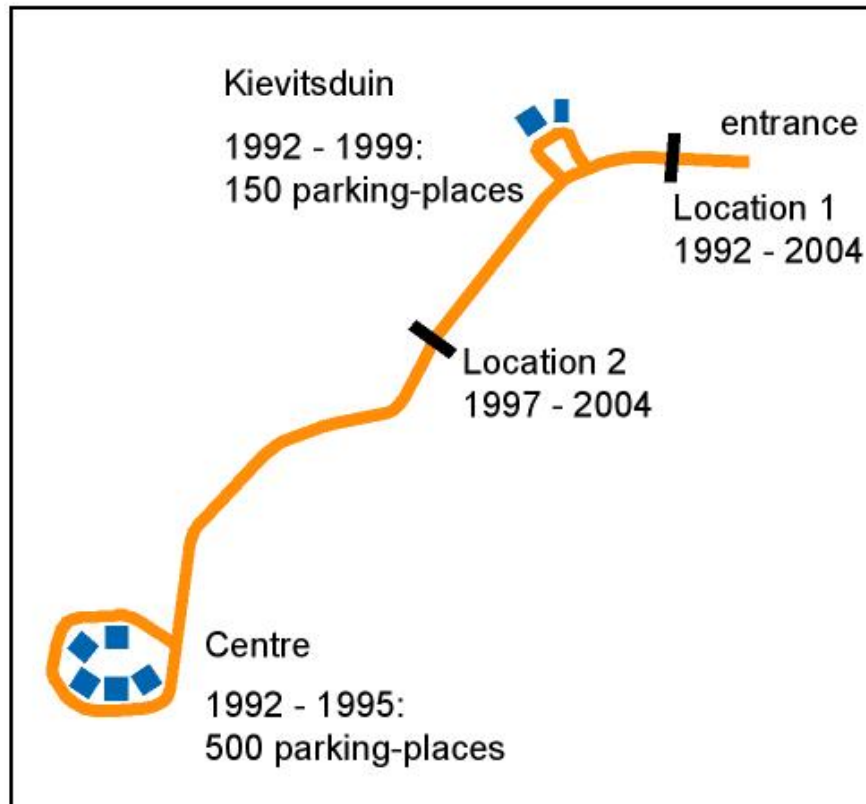 Kievitsduin
1992 - 1999:
150 parking-places
entrance
Location 1
1992 - 2004
Location 2
1997 - 2004
Centre
1992 - 1995:
500 parking-places